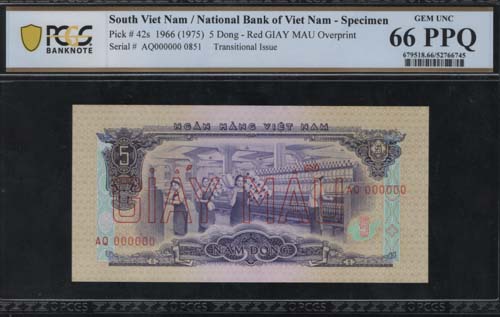 PCGS
BANKNOTE
South Viet Nam / National Bank of Viet Nam - Specimen
Pick # 42s 1966 (1975) 5 Dong - Red GIAY MAU Overprint
Serial # AQ000000 0851 Transitional Issue
GEM UNC
66 PPQ
679518.66/52766745
NGÂN HÀNG VIỆT NAM
5
GIẤY MẪU
AQ 000000
AQ 000000
NĂM ĐỒNG